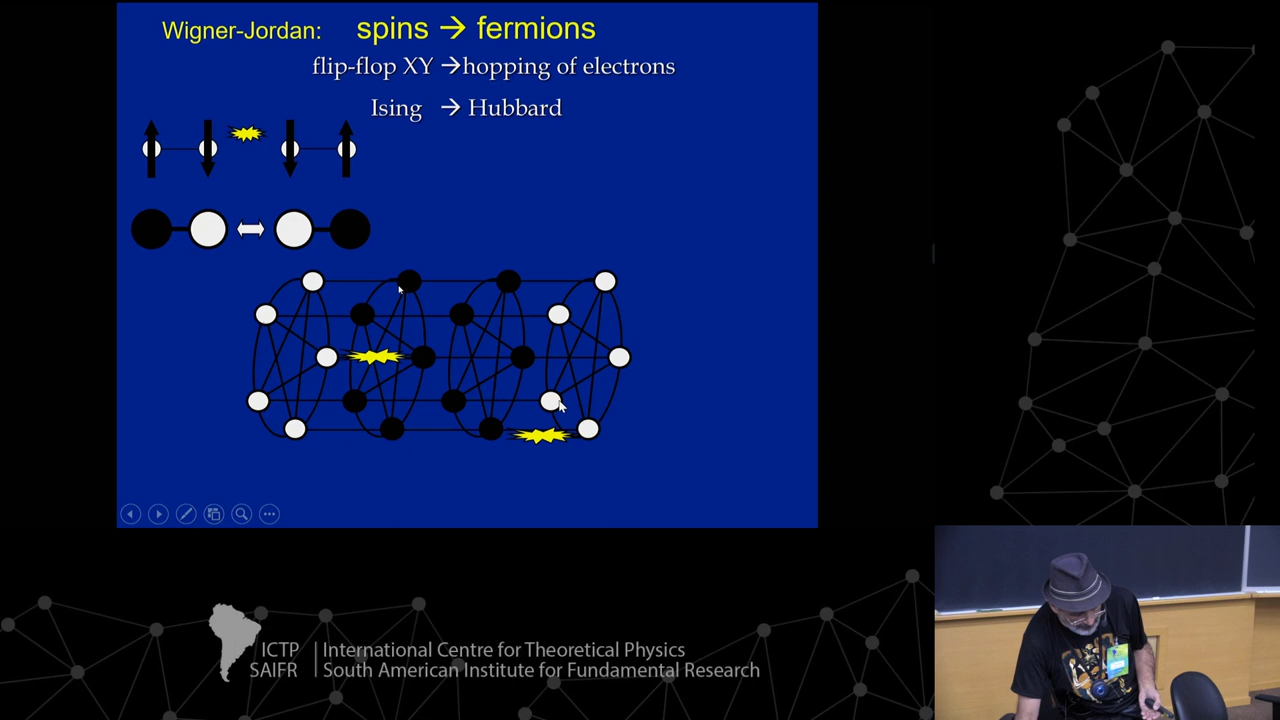 Wigner-Jordan: spins → fermions
flip-flop XY →hopping of electrons
Ising → Hubbard
ICTP
SAIFR
International Centre for Theoretical Physics
South American Institute for Fundamental Research